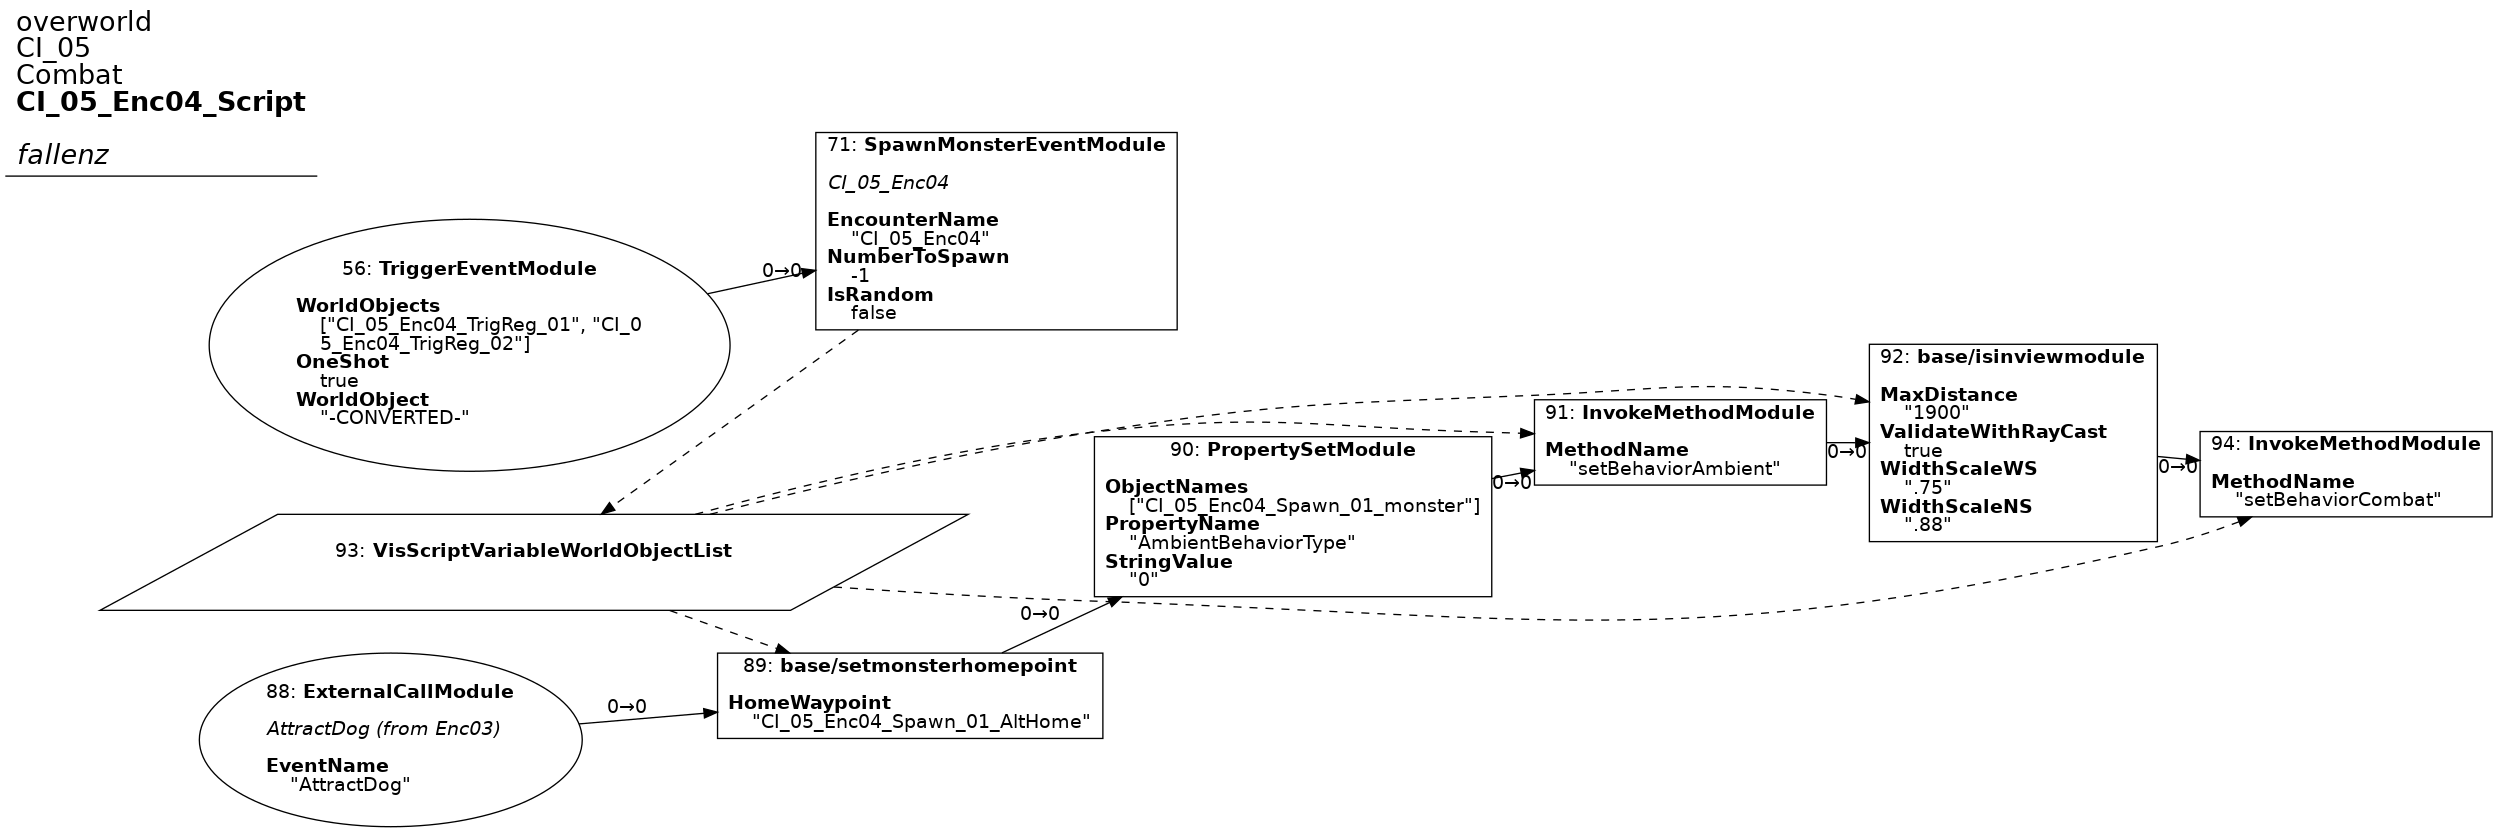 overworld
CI_05
Combat
CI_05_Enc04_Script
fallenz
71: SpawnMonsterEventModule
CI_05_Enc04
EncounterName
"CI_05_Enc04"
NumberToSpawn
-1
IsRandom
false
56: TriggerEventModule
WorldObjects
["CI_05_Enc04_TrigReg_01", "CI_0
5_Enc04_TrigReg_02"]
OneShot
true
WorldObject
"-CONVERTED-"
0→0
93: VisScriptVariableWorldObjectList
88: ExternalCallModule
AttractDog (from Enc03)
EventName
"AttractDog"
0→0
89: base/setmonsterhomepoint
HomeWaypoint
"CI_05_Enc04_Spawn_01_AltHome"
0→0
90: PropertySetModule
ObjectNames
["CI_05_Enc04_Spawn_01_monster"]
PropertyName
"AmbientBehaviorType"
StringValue
"0"
0→0
91: InvokeMethodModule
MethodName
"setBehaviorAmbient"
0→0
92: base/isinviewmodule
MaxDistance
"1900"
ValidateWithRayCast
true
WidthScaleWS
".75"
WidthScaleNS
".88"
0→0
94: InvokeMethodModule
MethodName
"setBehaviorCombat"